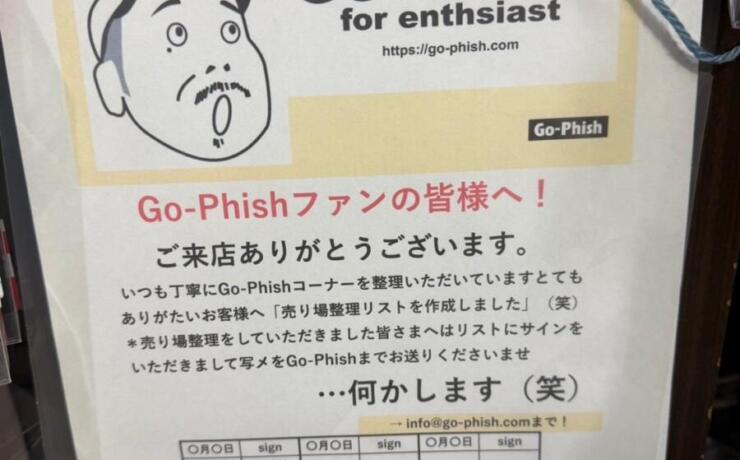 for enthsiast
https://go-phish.com
Go-Phish
Go-Phishファンの皆様へ！
ご来店ありがとうございます。
いつも丁寧にGo-Phishコーナーを整理いただいていますとても
ありがたいお客様へ「売り場整理リストを作成しました」（笑）
＊売り場整理をしていただきました皆さまへはリストにサインを
いただきまして写メをGo-Phishまでお送りくださいませ
…何かします（笑）
→ info@go-phish.comまで！
〇月〇日 sign 〇月〇日 sign 〇月〇日 sign